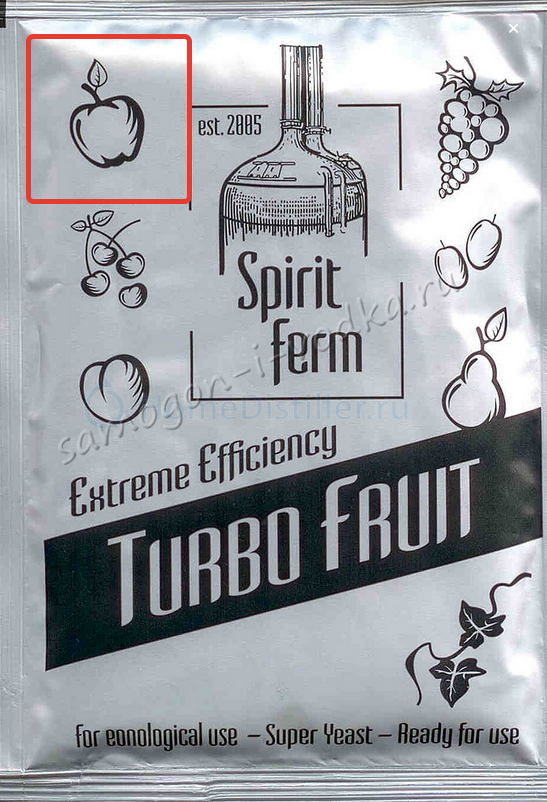 est. 2005
Spirit
ferm
samogon-i-vodka.ru
HomeDistiller.ru
Extreme Efficiency
TURBO FRUIT
for eonological use – Super Yeast – Ready for use